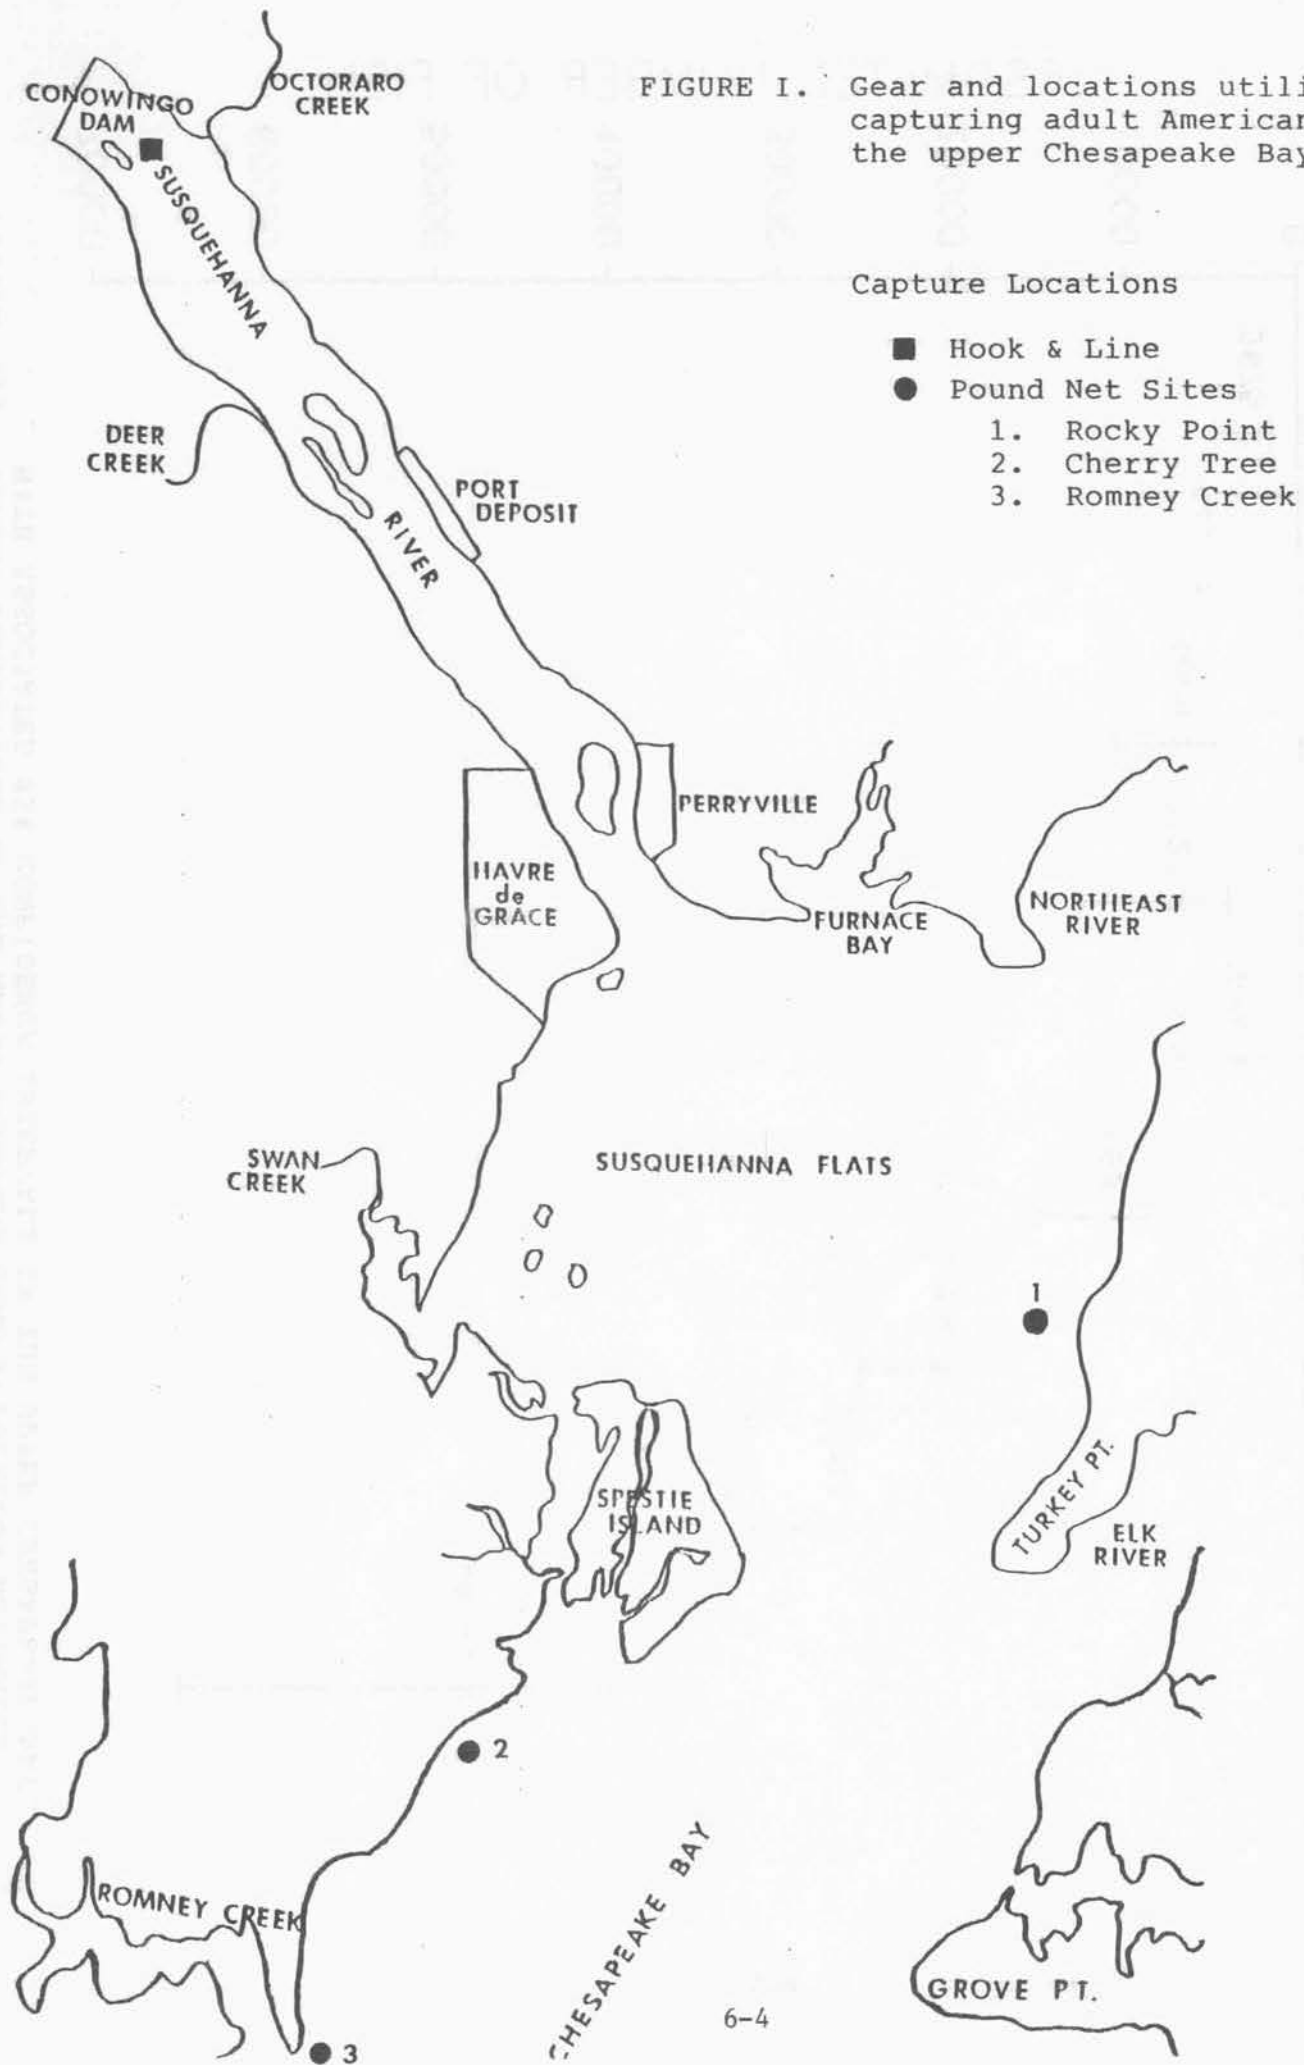 FIGURE I. Gear and locations utili
capturing adult American
the upper Chesapeake Bay
Capture Locations
■ Hook & Line
● Pound Net Sites
1. Rocky Point
2. Cherry Tree
3. Romney Creek
CONOWINGO
DAM
OCTORARO
CREEK
SUSQUEHANNA
RIVER
DEER
CREEK
PORT
DEPOSIT
PERRYVILLE
HAVRE
de
GRACE
FURNACE
BAY
NORTHEAST
RIVER
SWAN
CREEK
SUSQUEHANNA FLATS
1
SPESTIE
ISLAND
TURKEY PT.
ELK
RIVER
2
ROMNEY CREEK
CHESAPEAKE BAY
GROVE PT.
3
6-4